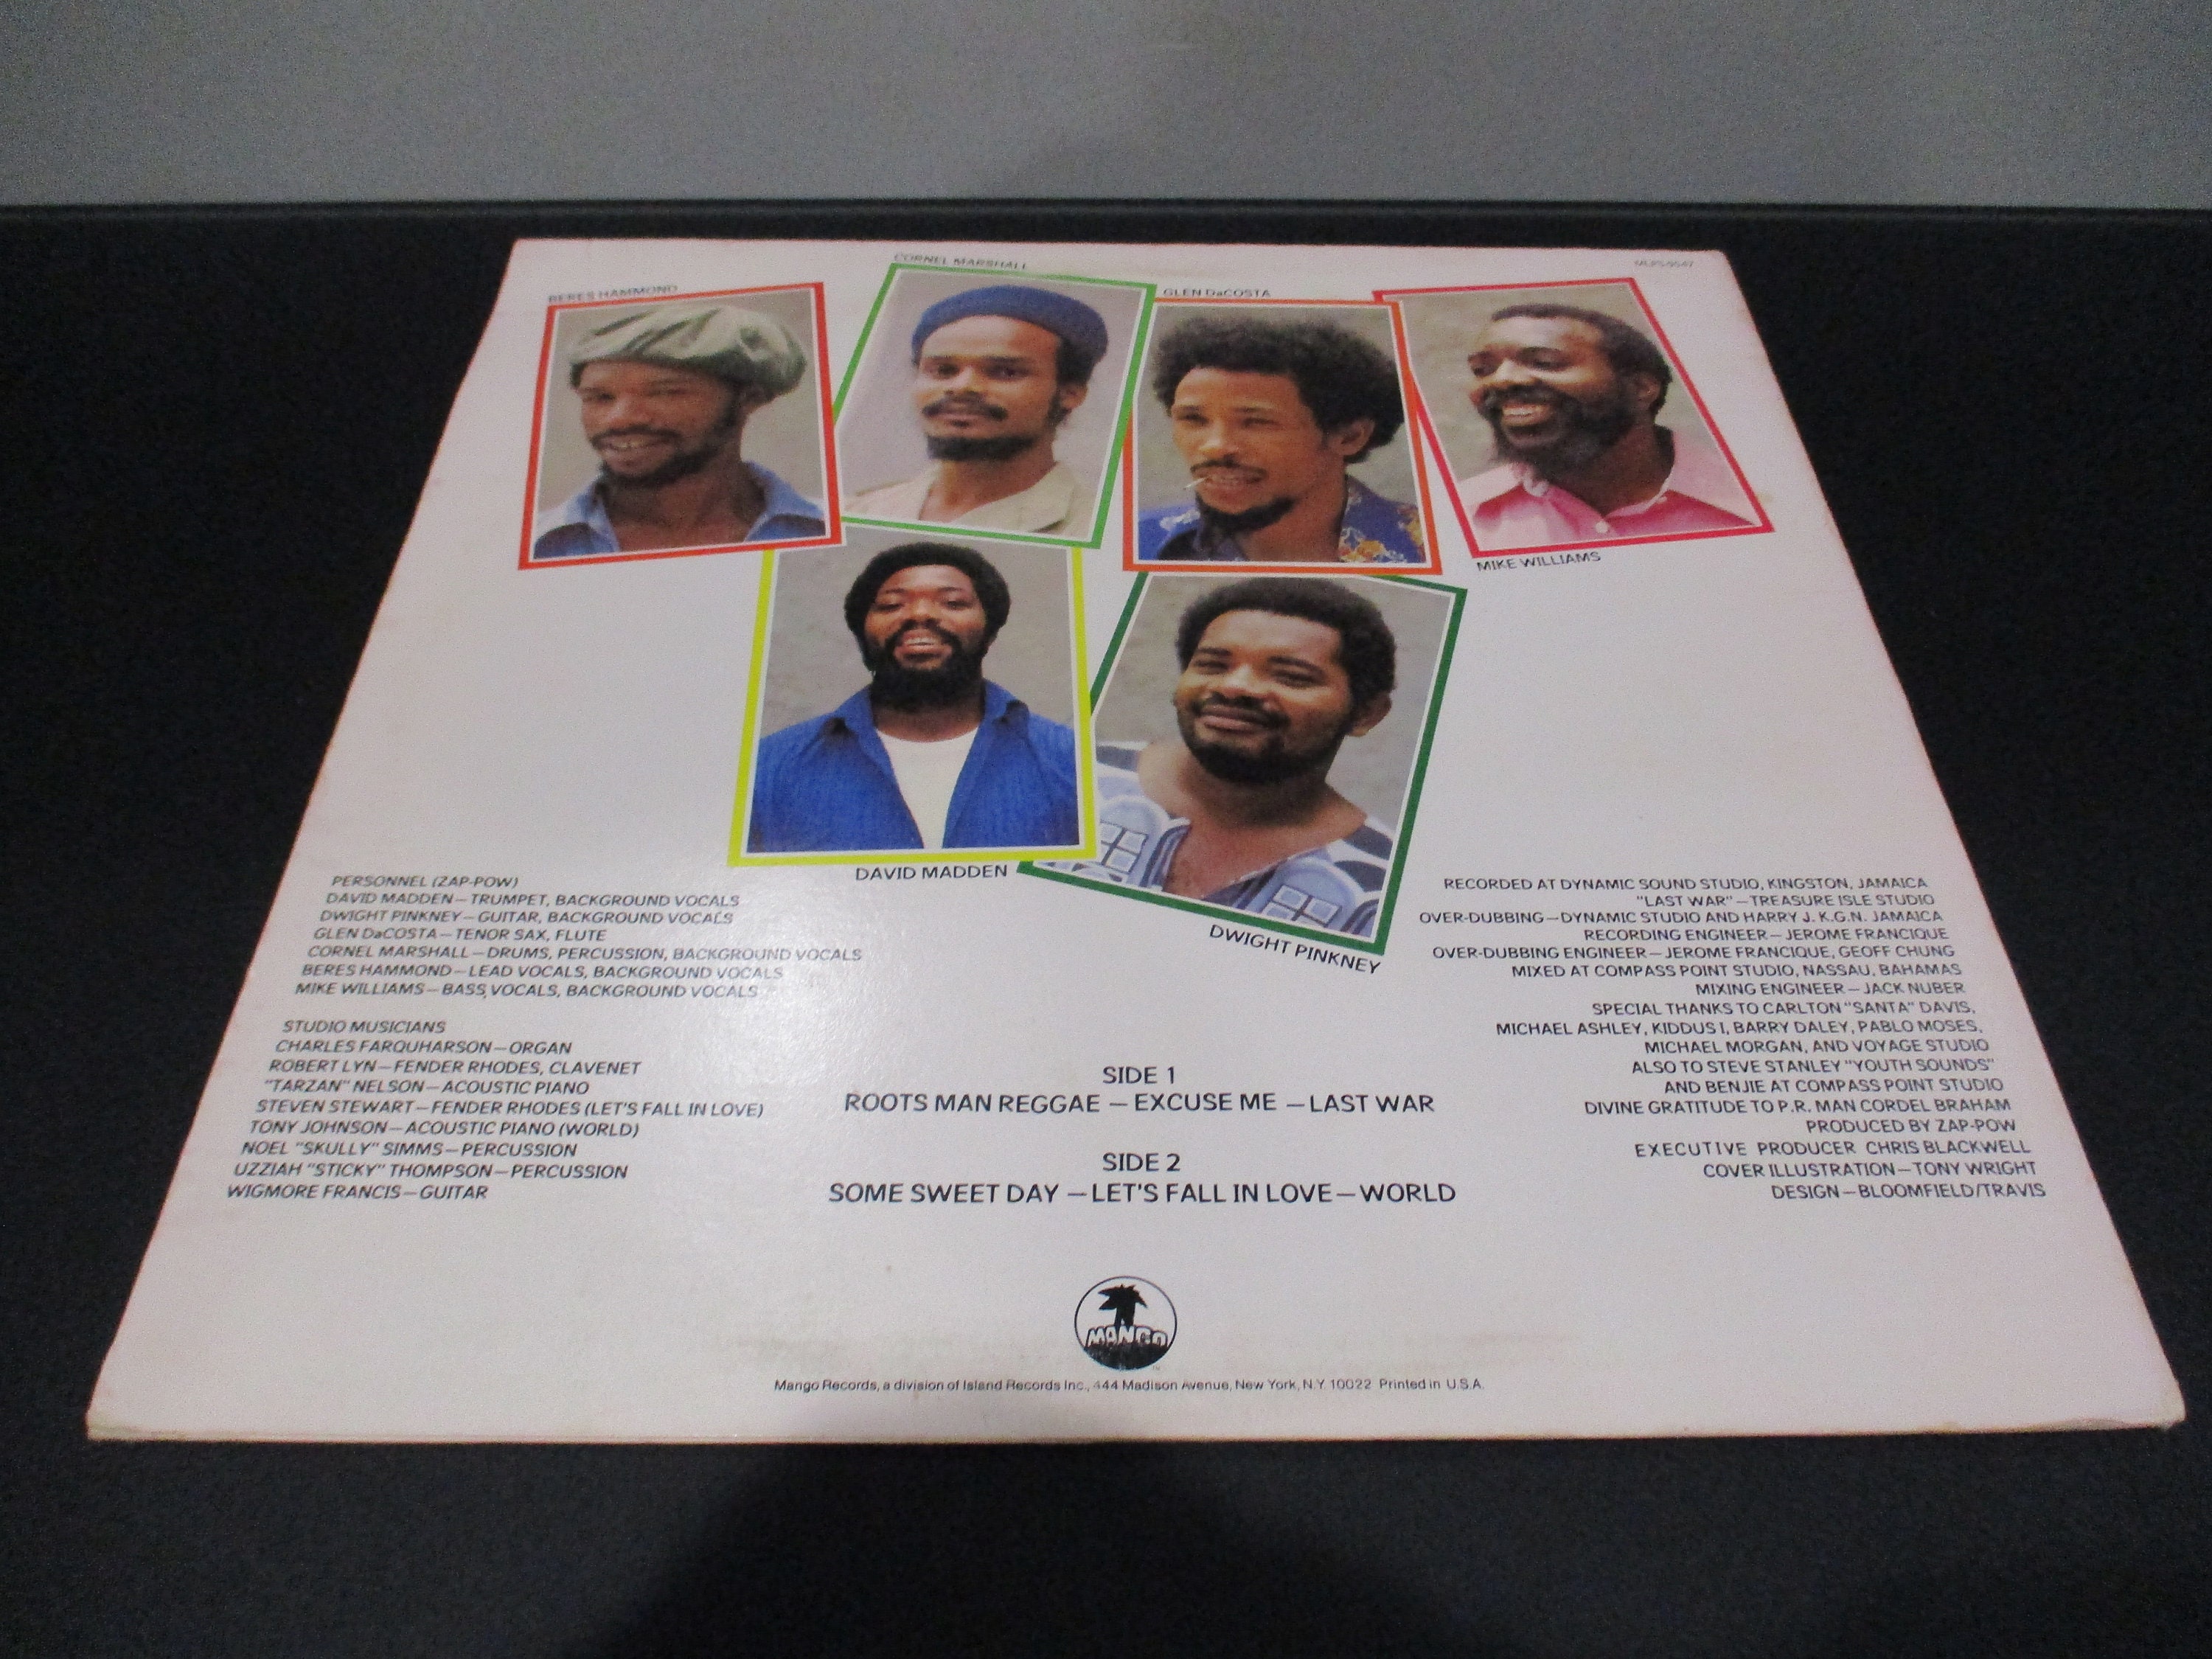 CORNEL MARSHALL
BERES HAMMOND
GLEN DaCOSTA
MIKE WILLIAMS
DAVID MADDEN
DWIGHT PINKNEY
PERSONNEL (ZAP-POW)
DAVID MADDEN—TRUMPET, BACKGROUND VOCALS
DWIGHT PINKNEY—GUITAR, BACKGROUND VOCALS
GLEN DaCOSTA—TENOR SAX, FLUTE
CORNEL MARSHALL—DRUMS, PERCUSSION, BACKGROUND VOCALS
BERES HAMMOND—LEAD VOCALS, BACKGROUND VOCALS
MIKE WILLIAMS—BASS, VOCALS, BACKGROUND VOCALS
STUDIO MUSICIANS
CHARLES FARQUHARSON—ORGAN
ROBERT LYN—FENDER RHODES, CLAVENET
"TARZAN" NELSON—ACOUSTIC PIANO
STEVEN STEWART—FENDER RHODES (LET'S FALL IN LOVE)
TONY JOHNSON—ACOUSTIC PIANO (WORLD)
NOEL "SKULLY" SIMMS—PERCUSSION
UZZIAH "STICKY" THOMPSON—PERCUSSION
WIGMORE FRANCIS—GUITAR
SIDE 1
ROOTS MAN REGGAE — EXCUSE ME — LAST WAR
SIDE 2
SOME SWEET DAY — LET'S FALL IN LOVE — WORLD
RECORDED AT DYNAMIC SOUND STUDIO, KINGSTON, JAMAICA
"LAST WAR"—TREASURE ISLE STUDIO
OVER-DUBBING—DYNAMIC STUDIO AND HARRY J. K.G.N. JAMAICA
RECORDING ENGINEER—JEROME FRANCIQUE
OVER-DUBBING ENGINEER—JEROME FRANCIQUE, GEOFF CHUNG
MIXED AT COMPASS POINT STUDIO, NASSAU, BAHAMAS
MIXING ENGINEER—JACK NUBER
SPECIAL THANKS TO CARLTON "SANTA" DAVIS,
MICHAEL ASHLEY, KIDDUS I, BARRY DALEY, PABLO MOSES,
MICHAEL MORGAN, AND VOYAGE STUDIO
ALSO TO STEVE STANLEY "YOUTH SOUNDS"
AND BENJIE AT COMPASS POINT STUDIO
DIVINE GRATITUDE TO P.R. MAN CORDEL BRAHAM
PRODUCED BY ZAP-POW
EXECUTIVE PRODUCER CHRIS BLACKWELL
COVER ILLUSTRATION—TONY WRIGHT
DESIGN—BLOOMFIELD/TRAVIS
MANGO
Mango Records, a division of Island Records Inc., 444 Madison Avenue, New York, N.Y. 10022 Printed in U.S.A.